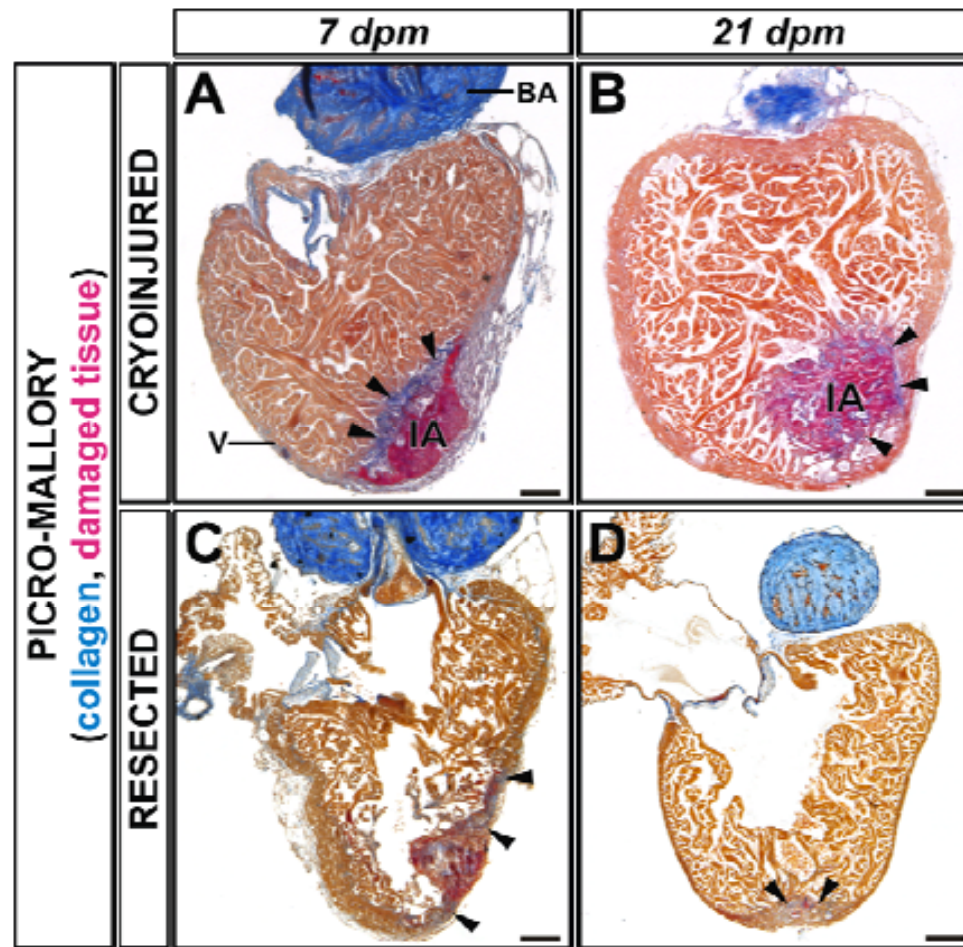 7 dpm
21 dpm
PICRO-MALLORY
(collagen, damaged tissue)
CRYOINJURED
A
BA
V
IA
B
IA
RESECTED
C
D